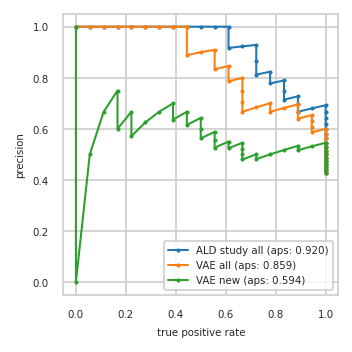 1.0
0.8
0.6
0.4
0.2
0.0
precision
ALD study all (aps: 0.920)
VAE all (aps: 0.859)
VAE new (aps: 0.594)
0.0 0.2 0.4 0.6 0.8 1.0
true positive rate